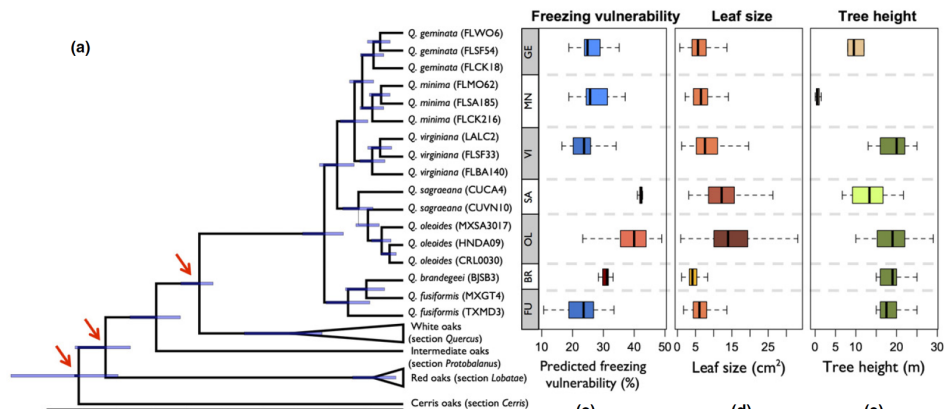 (a)
Freezing vulnerability Leaf size Tree height
Q. geminata (FLWO6)
Q. geminata (FLSF54)
Q. geminata (FLCK18)
GE
Q. minima (FLMO62)
Q. minima (FLSA185)
Q. minima (FLCK216)
MN
Q. virginiana (LALC2)
Q. virginiana (FLSF33)
Q. virginiana (FLBA140)
VI
Q. sagraeana (CUCA4)
Q. sagraeana (CUVN10)
SA
Q. oleoides (MXSA3017)
Q. oleoides (HNDA09)
Q. oleoides (CRL0030)
OL
Q. brandegeei (BJSB3)
BR
Q. fusiformis (MXGT4)
Q. fusiformis (TXMD3)
FU
White oaks
(section Quercus)
Intermediate oaks
(section Protobalanus)
Red oaks (section Lobatae)
Cerris oaks (section Cerris)
10 20 30 40 50
0 10 20 30
0 10 20 30
Predicted freezing
vulnerability (%)
Leaf size (cm2)
Tree height (m)